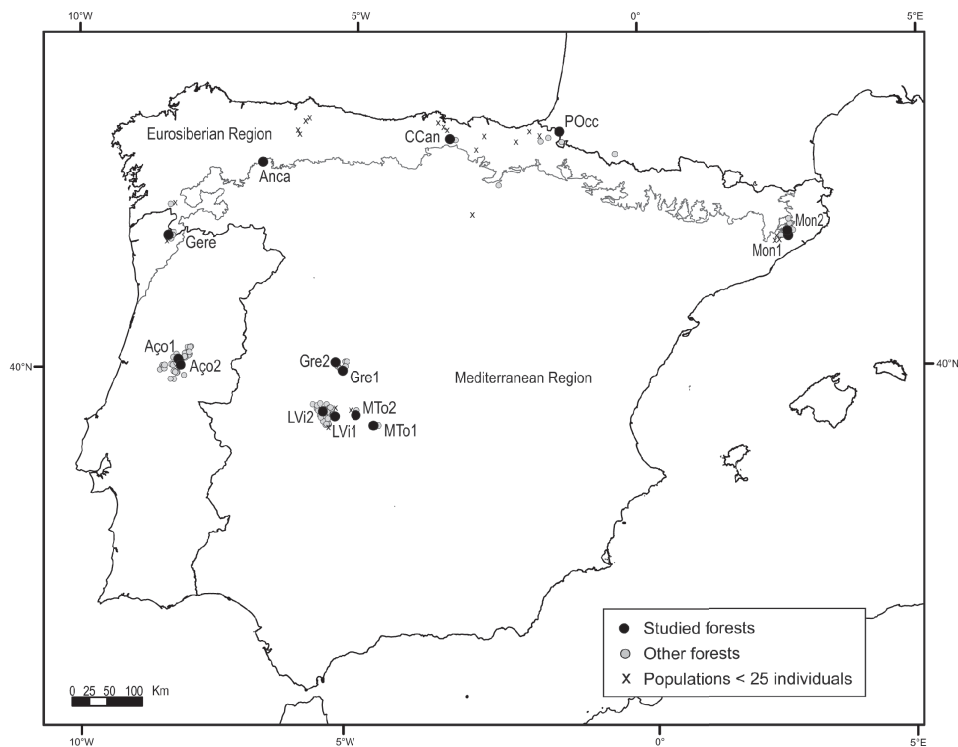 10°W 5°W 0° 5°E
POcc
CCan
Eurosiberian Region
Anca
Mon2
Gere
Mon1
Aço1
Gre2
40°N 40°N
Aço2
Gre1
Mediterranean Region
MTo2
LVi2
LVi1
MTo1
Studied forests
Other forests
x Populations < 25 individuals
0 25 50 100 Km
10°W 5°W 0° 5°E